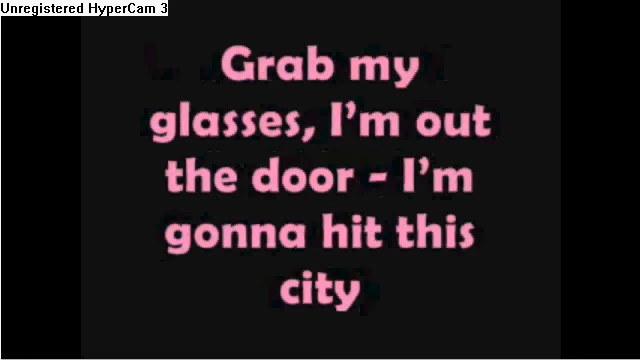 Unregistered HyperCam 3
Grab my
glasses, I'm out
the door - I'm
gonna hit this
city